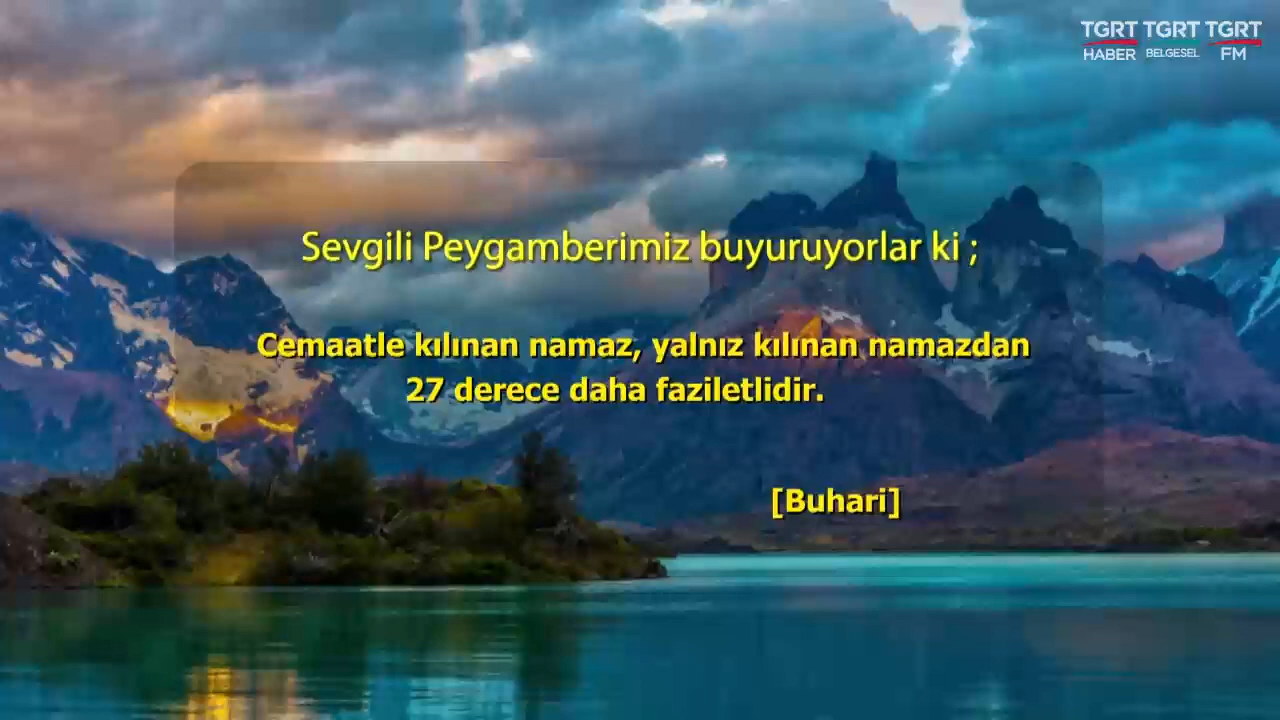 TGRT TGRT TGRT
HABER BELGESEL FM
Sevgili Peygamberimiz buyuruyorlar ki ;
Cemaatle kılınan namaz, yalnız kılınan namazdan
27 derece daha faziletlidir.
[Buhari]